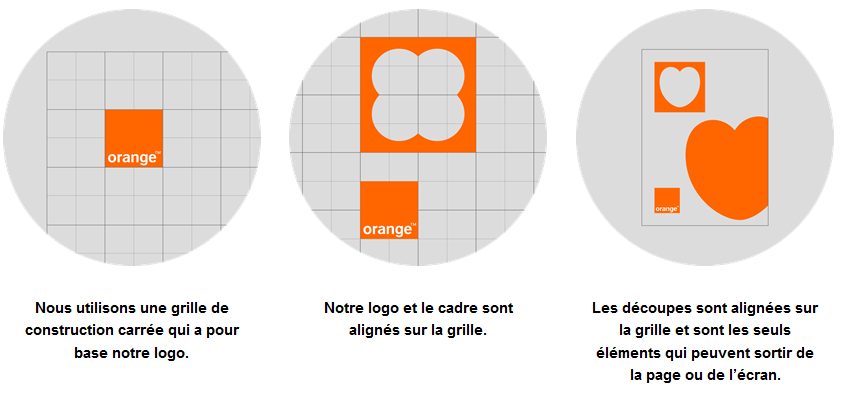 orange™
orange™
orange™
Nous utilisons une grille de
construction carrée qui a pour
base notre logo.
Notre logo et le cadre sont
alignés sur la grille.
Les découpes sont alignées sur
la grille et sont les seuls
éléments qui peuvent sortir de
la page ou de l’écran.